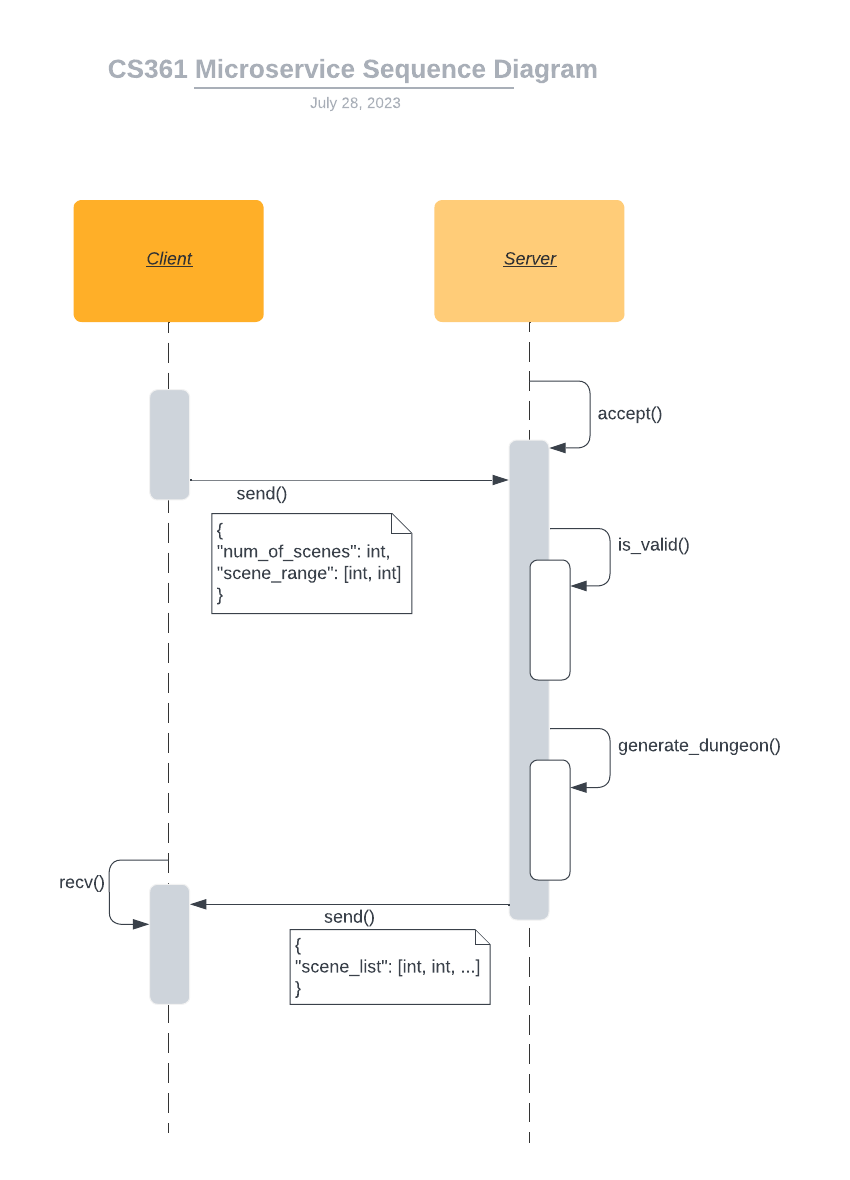 CS361 Microservice Sequence Diagram
July 28, 2023
Client
Server
accept()
send()
{
"num_of_scenes": int,
"scene_range": [int, int]
}
is_valid()
generate_dungeon()
recv()
send()
{
"scene_list": [int, int, ...]
}